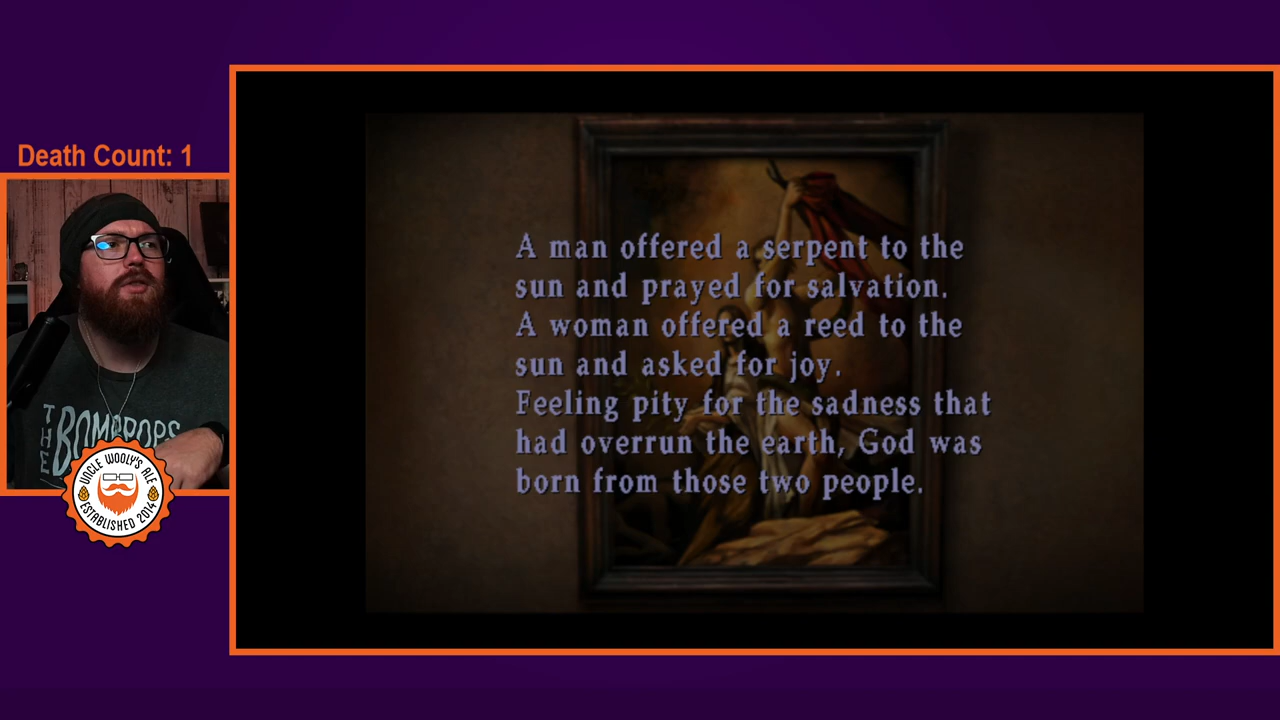 Death Count: 1
A man offered a serpent to the
sun and prayed for salvation.
A woman offered a reed to the
sun and asked for joy.
Feeling pity for the sadness that
had overrun the earth, God was
born from those two people.
THE
BOMBPOPS
UNCLE WOOLY'S ALE
ESTABLISHED 2014